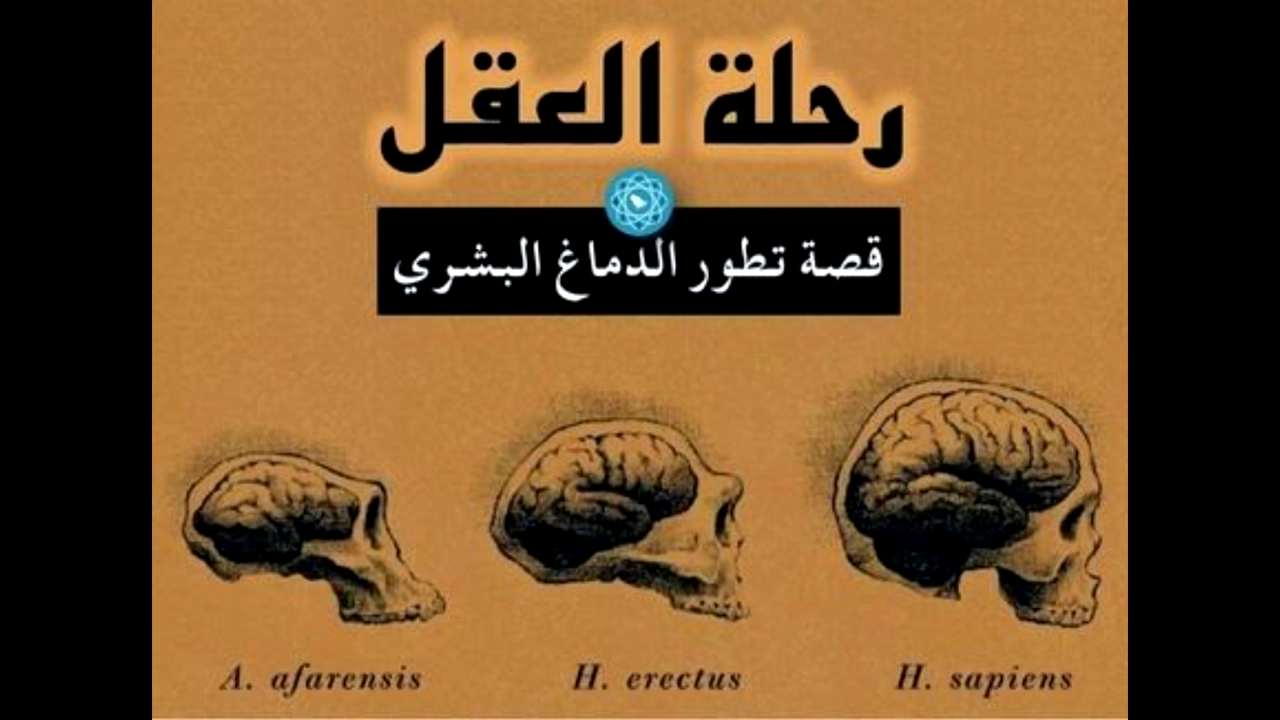 رحلة العقل
قصة تطور الدماغ البشري
A. afarensis H. erectus H. sapiens